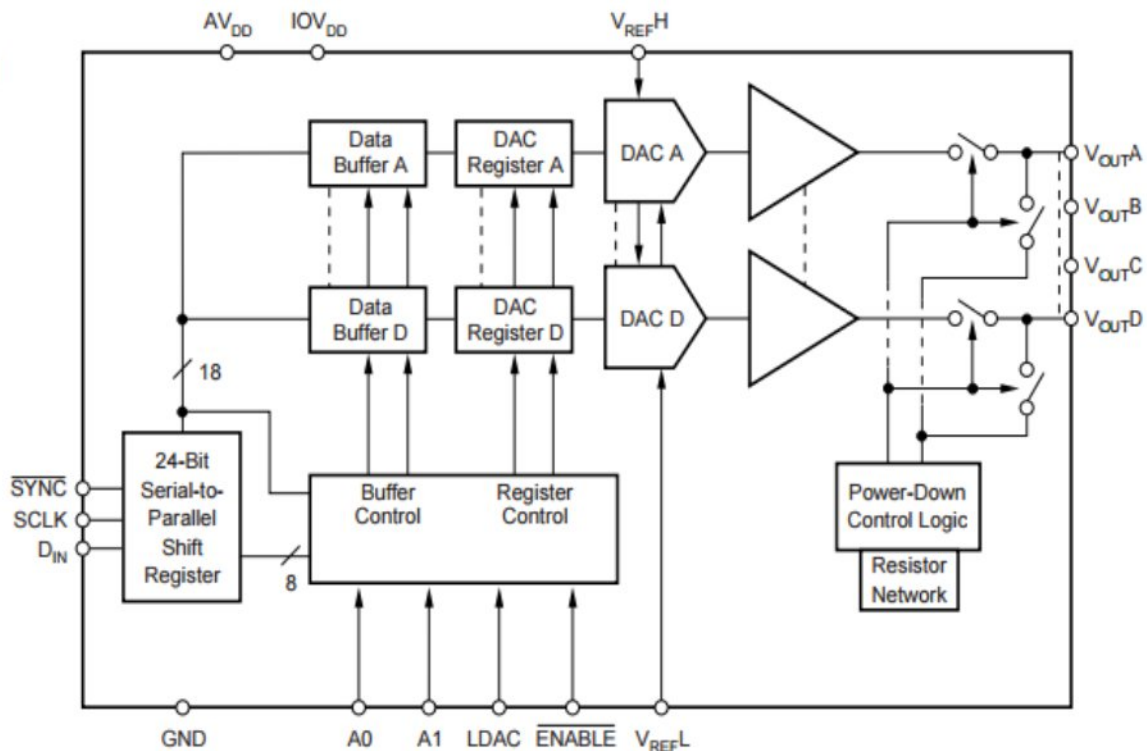 AVDD IOVDD VREFH
Data
Buffer A
DAC
Register A
DAC A
VOUTA
VOUTB
VOUTC
Data
Buffer D
DAC
Register D
DAC D
VOUTD
18
24-Bit
Serial-to-
Parallel
Shift
Register
SYNC
SCLK
DIN
8
Buffer
Control
Register
Control
Power-Down
Control Logic
Resistor
Network
GND A0 A1 LDAC ENABLE VREFL